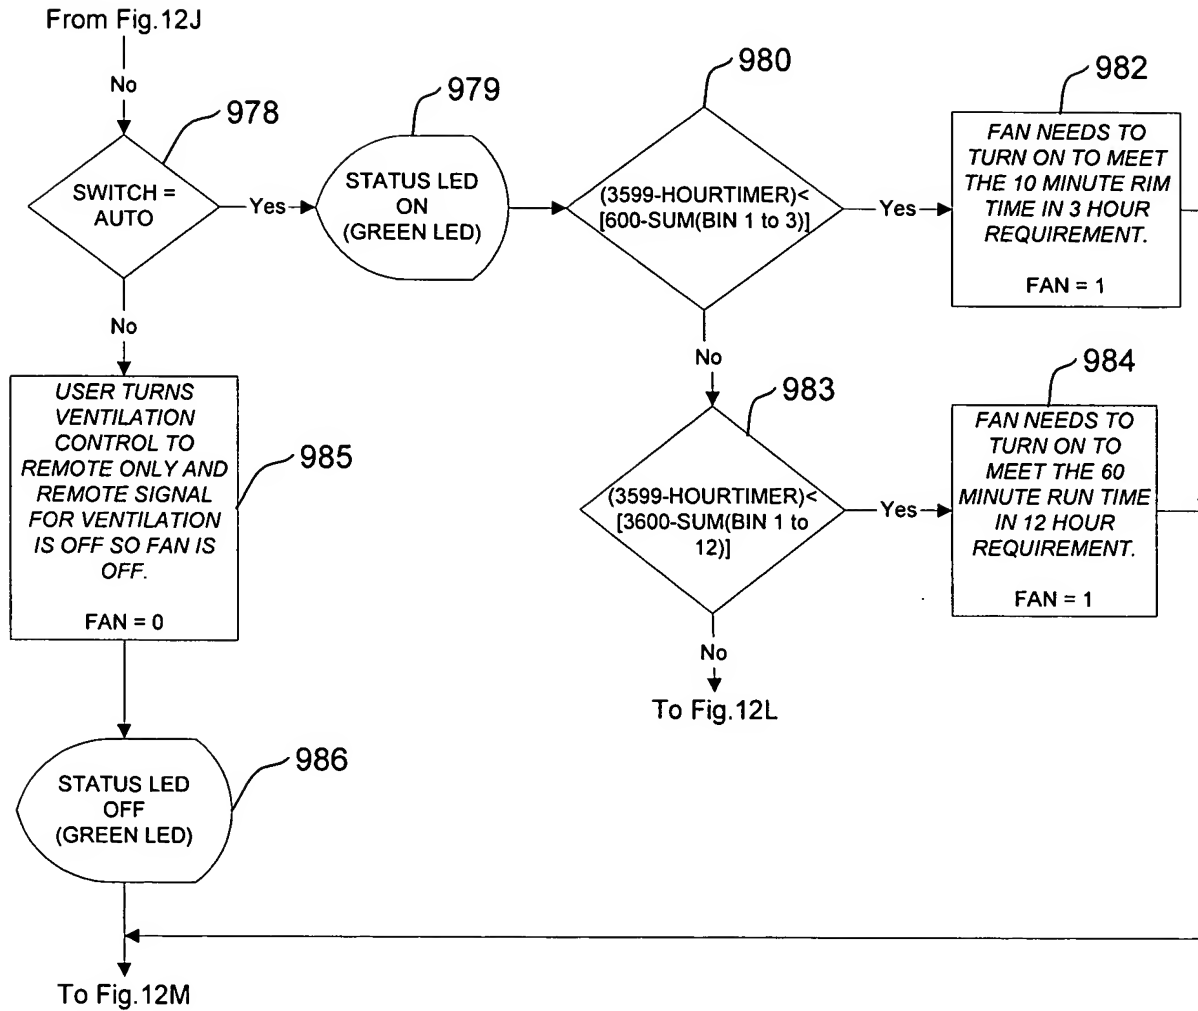 From Fig.12J
No
978
SWITCH =
AUTO
Yes
979
STATUS LED
ON
(GREEN LED)
980
(3599-HOURTIMER)<
[600-SUM(BIN 1 to 3)]
Yes
982
FAN NEEDS TO
TURN ON TO MEET
THE 10 MINUTE RIM
TIME IN 3 HOUR
REQUIREMENT.
FAN = 1
No
No
983
(3599-HOURTIMER)<
[3600-SUM(BIN 1 to
12)]
Yes
984
FAN NEEDS TO
TURN ON TO
MEET THE 60
MINUTE RUN TIME
IN 12 HOUR
REQUIREMENT.
FAN = 1
USER TURNS
VENTILATION
CONTROL TO
REMOTE ONLY AND
REMOTE SIGNAL
FOR VENTILATION
IS OFF SO FAN IS
OFF.
FAN = 0
985
No
To Fig.12L
STATUS LED
OFF
(GREEN LED)
986
To Fig.12M